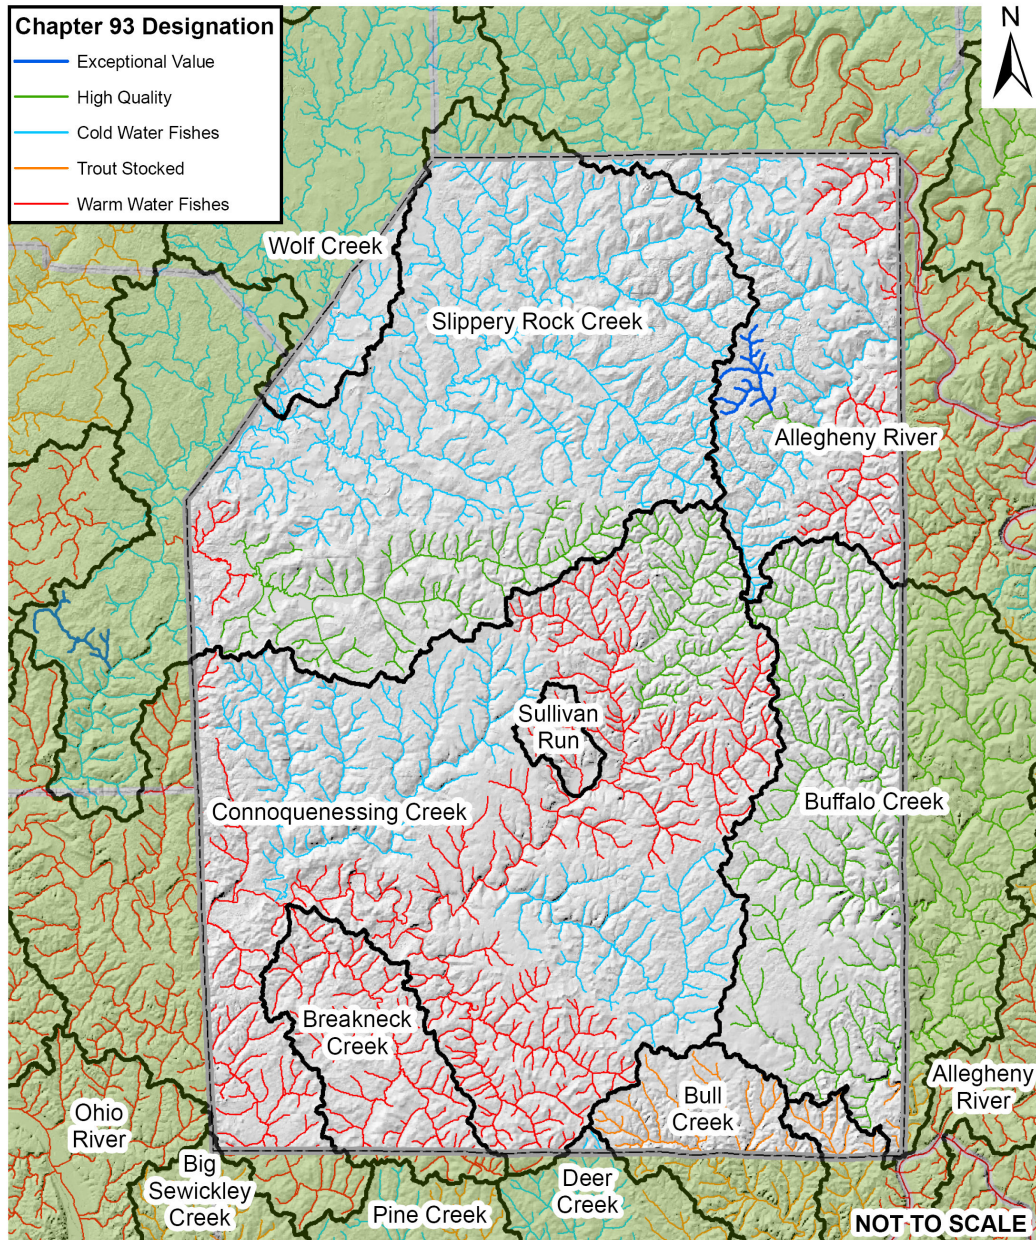 Chapter 93 Designation
Exceptional Value
High Quality
Cold Water Fishes
Trout Stocked
Warm Water Fishes
N
Wolf Creek
Slippery Rock Creek
Allegheny River
Sullivan
Run
Connoquenessing Creek
Buffalo Creek
Breakneck
Creek
Bull
Creek
Allegheny
River
Ohio
River
Big
Sewickley
Creek
Pine Creek
Deer
Creek
NOT TO SCALE